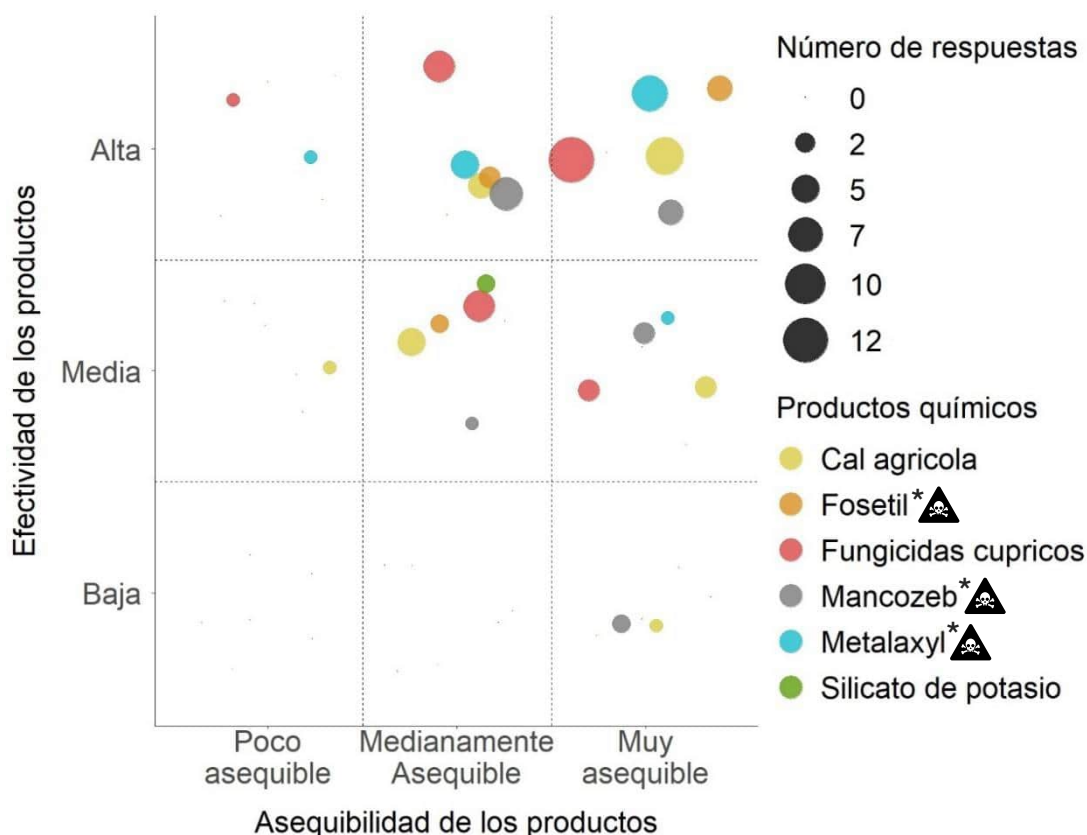 Efectividad de los productos
Alta
Media
Baja
Poco
asequible
Medianamente
Asequible
Muy
asequible
Asequibilidad de los productos
Número de respuestas
0
2
5
7
10
12
Productos químicos
Cal agricola
Fosetil*
Fungicidas cupricos
Mancozeb*
Metalaxyl*
Silicato de potasio